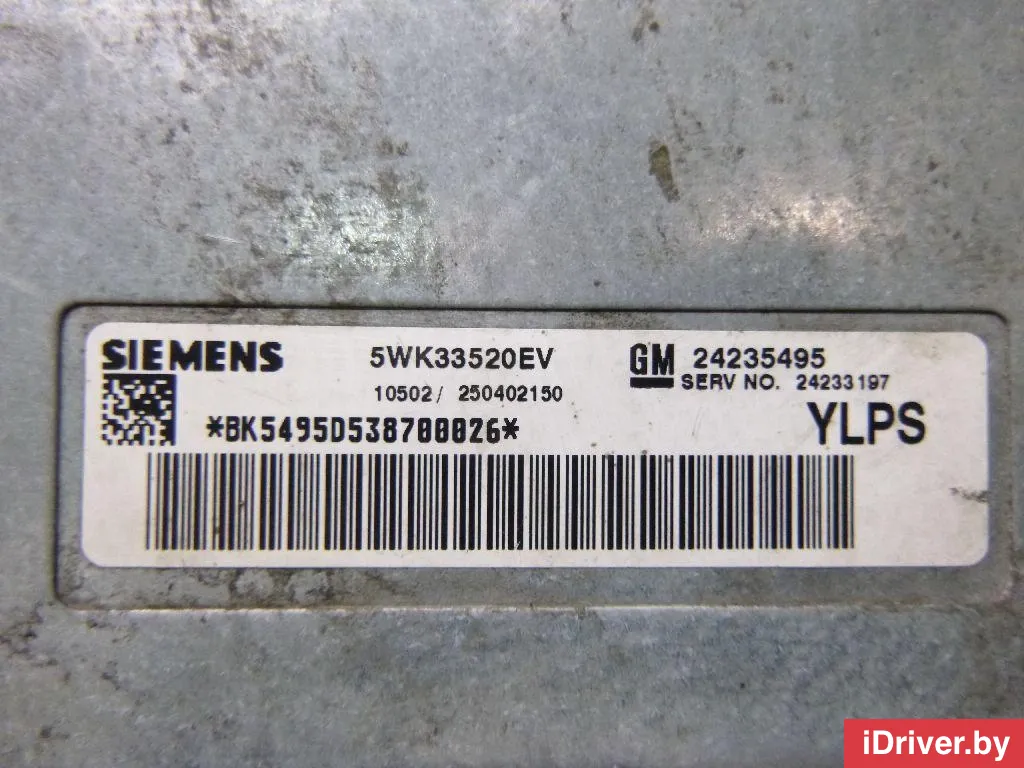 SIEMENS 5WK33520EV GM 24235495
10502/ 250402150 SERV NO. 24233197
*BK5495D538700026* YLPS
iDriver.by